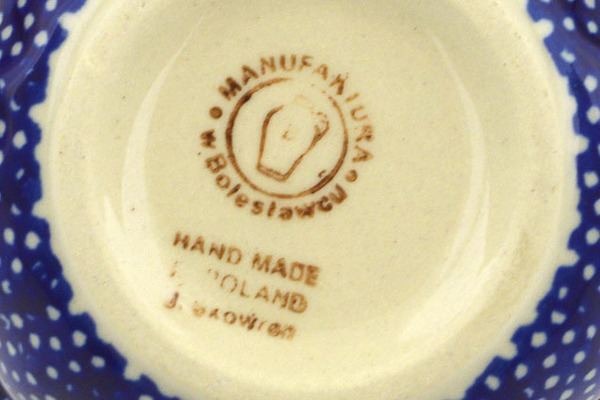 MANUFAKTURA
w Bolesławcu
HAND MADE
POLAND
J. Skowron